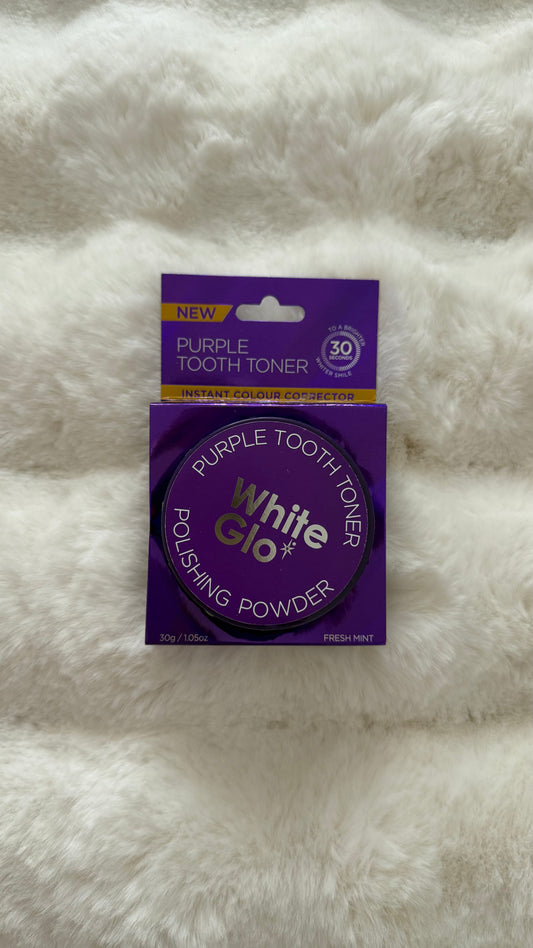 NEW
PURPLE
TOOTH TONER
TO A BRIGHTER
30
SECONDS
WHITER SMILE
INSTANT COLOUR CORRECTOR
PURPLE TOOTH TONER
White
Glo
POLISHING POWDER
30g / 1.05oz
FRESH MINT